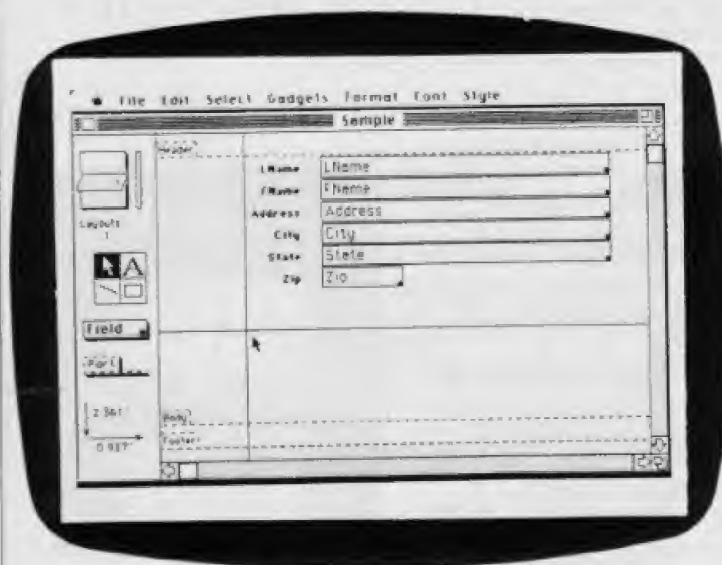 File Edit Select Gadgets Format Font Style
Sample
Header
LName LName
FName FName
Address Address
City City
State State
Zip Zip
Layouts
1
Field
Part
Body
Footer